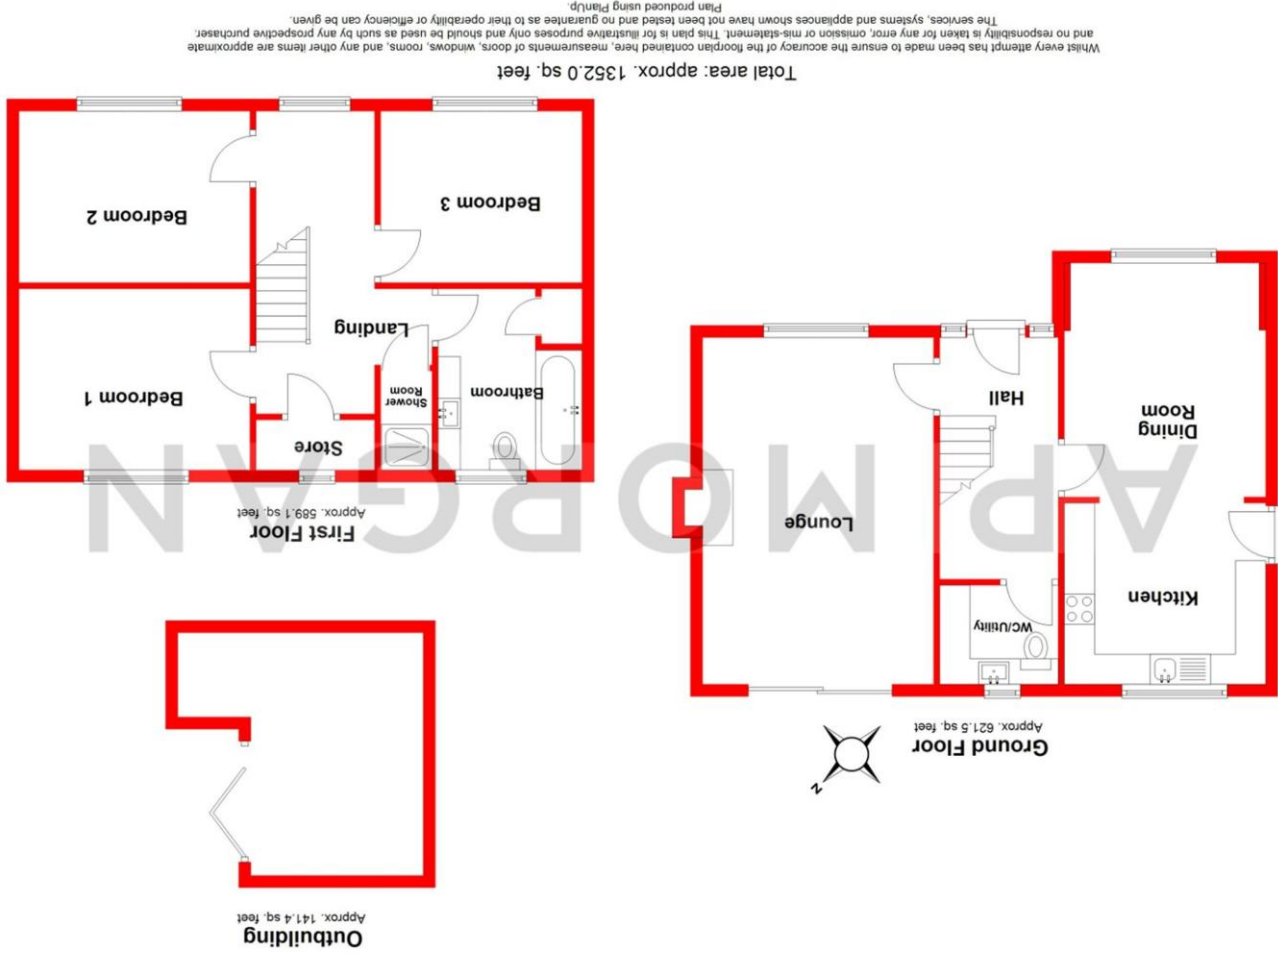 Outbuilding
Approx. 141.4 sq. feet
Ground Floor
Approx. 621.5 sq. feet
N
Kitchen
WC/Utility
Lounge
Dining
Room
Hall
First Floor
Approx. 589.1 sq. feet
Store
Bathroom
Shower
Room
Bedroom 1
Landing
Bedroom 3
Bedroom 2
AP MORGAN
Total area: approx. 1352.0 sq. feet
Whilst every attempt has been made to ensure the accuracy of the floorplan contained here, measurements of doors, windows, rooms, and any other items are approximate
and no responsibility is taken for any error, omission or mis-statement. This plan is for illustrative purposes only and should be used as such by any prospective purchaser.
The services, systems and appliances shown have not been tested and no guarantee as to their operability or efficiency can be given.
Plan produced using PlanUp.